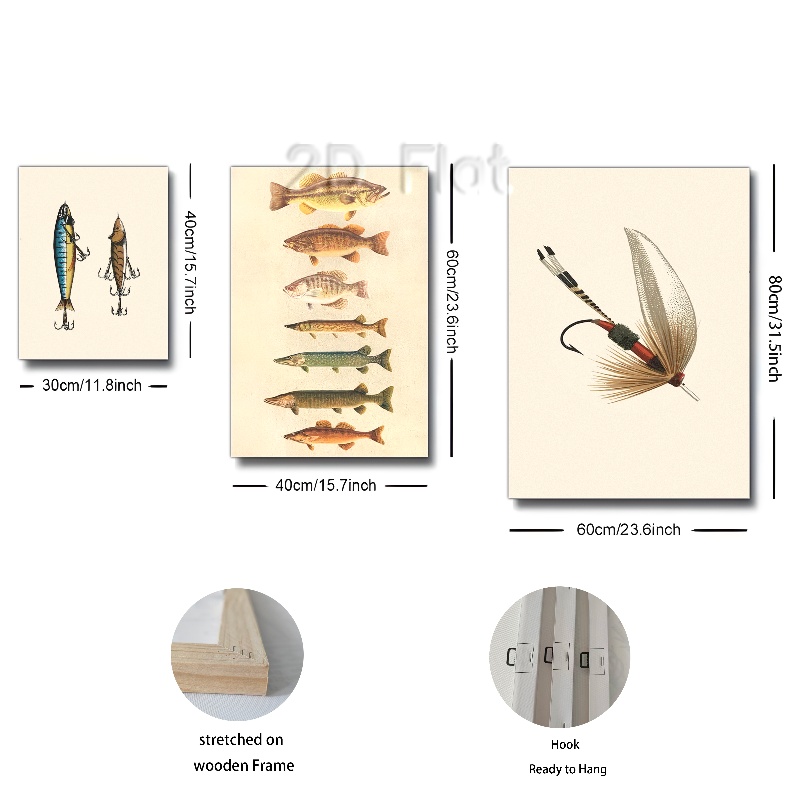 2D Flat
40cm/15.7inch
30cm/11.8inch
60cm/23.6inch
40cm/15.7inch
80cm/31.5inch
60cm/23.6inch
stretched on
wooden Frame
Hook
Ready to Hang